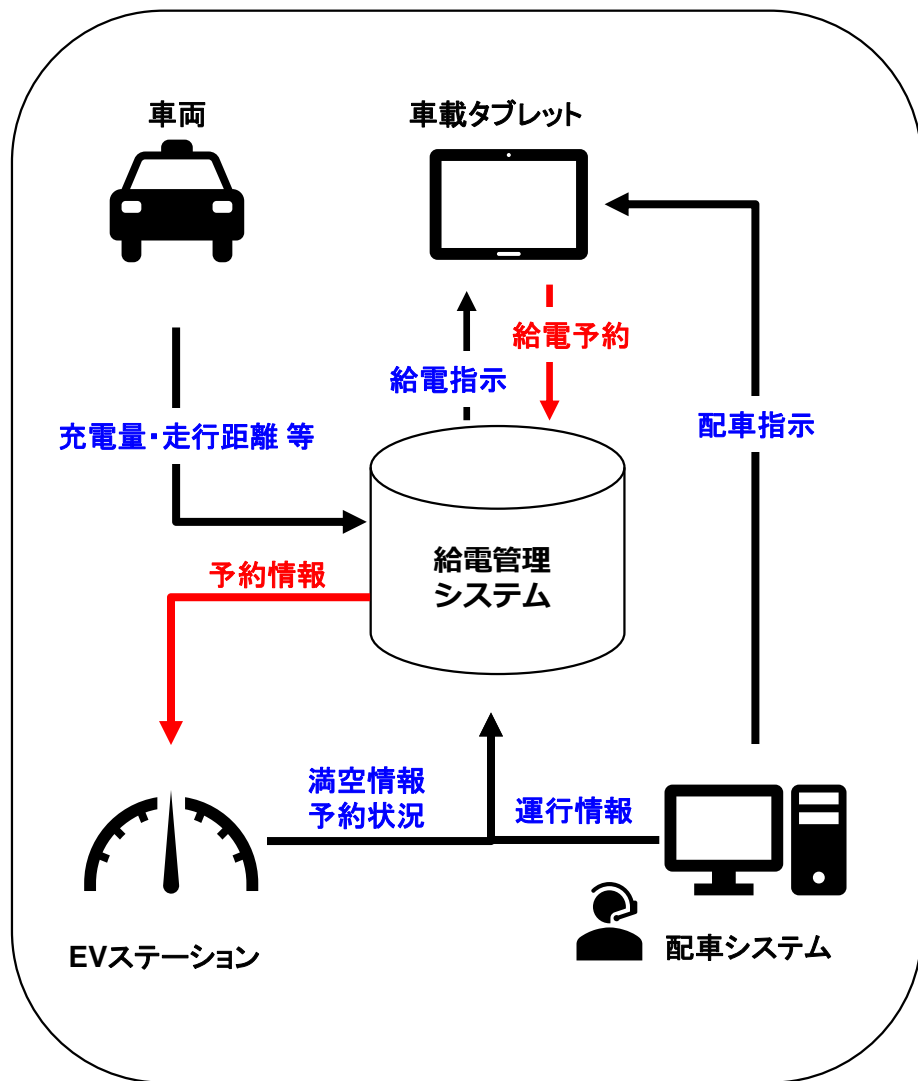 車両
車載タブレット
給電予約
給電指示
配車指示
充電量・走行距離 等
給電管理
システム
予約情報
満空情報
予約状況
運行情報
EVステーション
配車システム